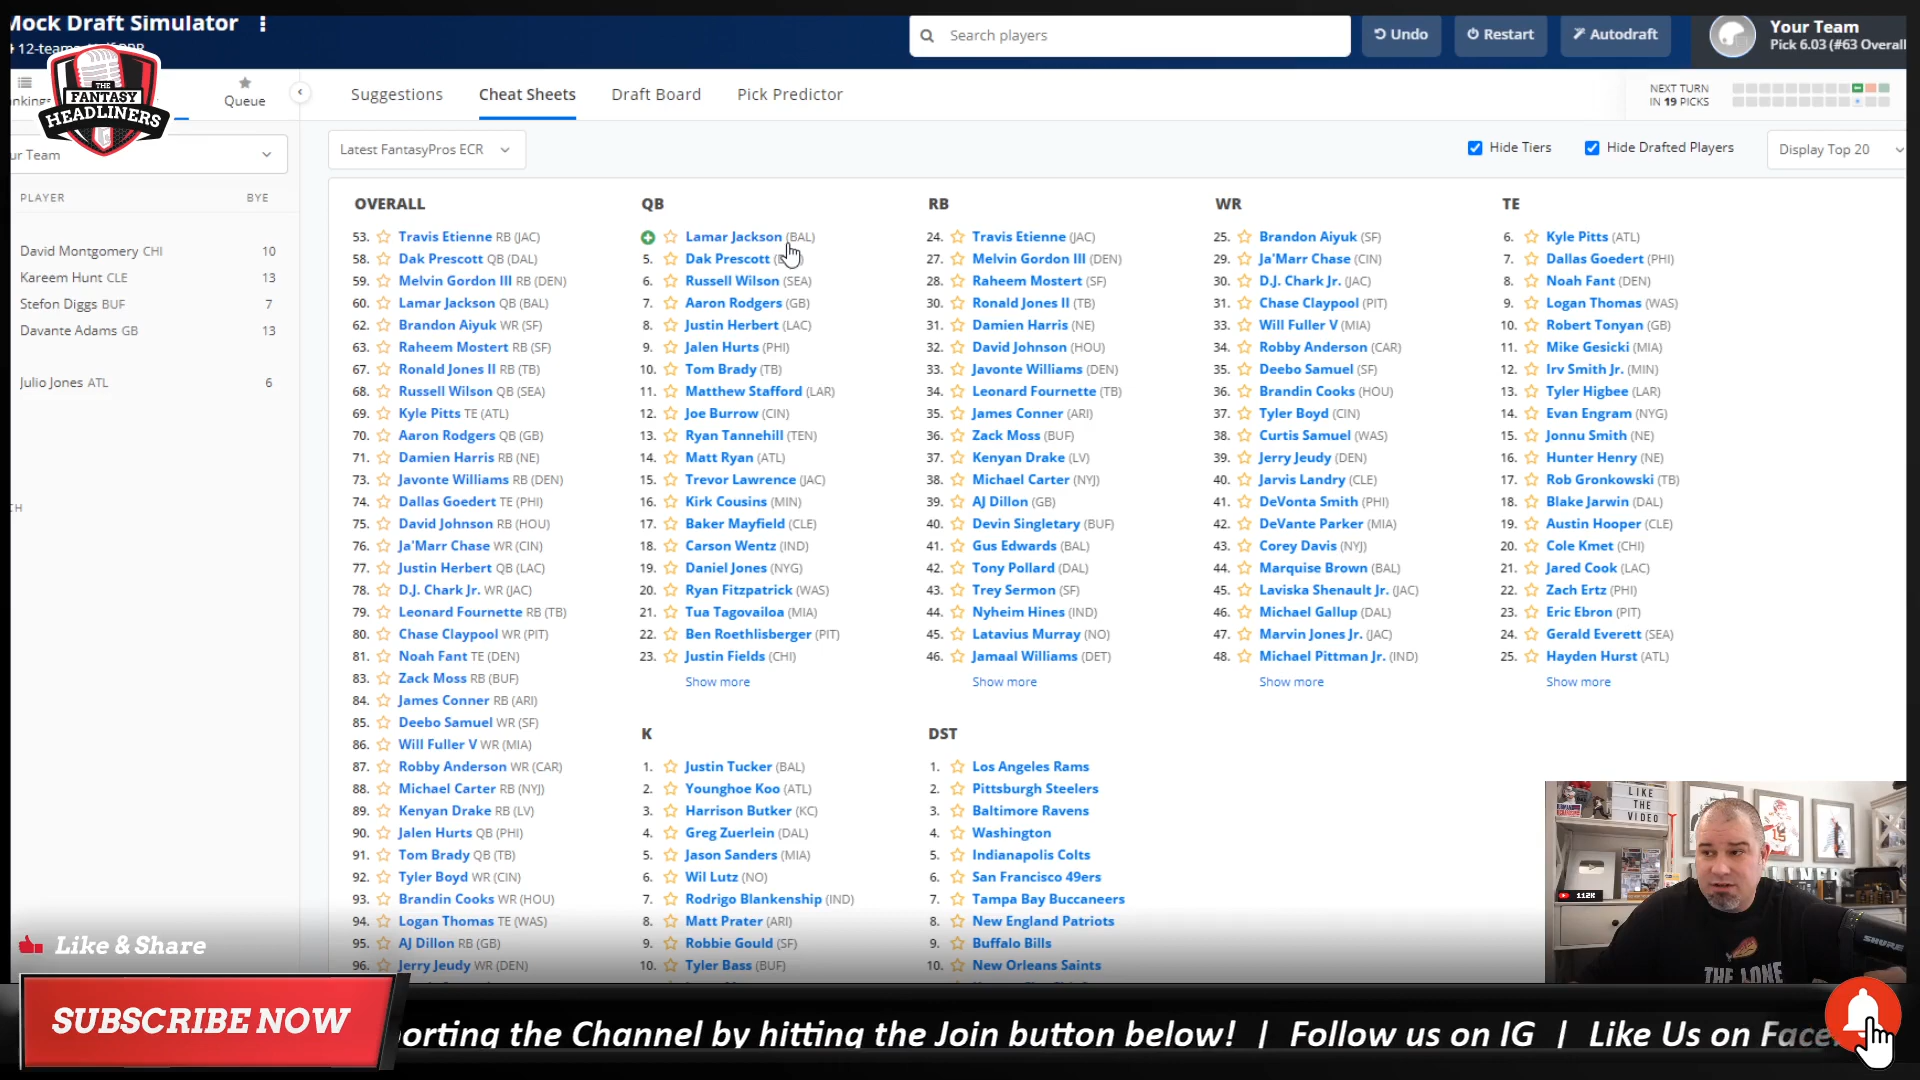 Mock Draft Simulator
12-team
Search players
Undo
Restart
Autodraft
Your Team
Pick 6.03 (#63 Overall
THE
FANTASY
HEADLINERS
Queue
Suggestions
Cheat Sheets
Draft Board
Pick Predictor
NEXT TURN
IN 19 PICKS
ur Team
Latest FantasyPros ECR
Hide Tiers
Hide Drafted Players
Display Top 20
PLAYER BYE
David Montgomery CHI 10
Kareem Hunt CLE 13
Stefon Diggs BUF 7
Davante Adams GB 13
Julio Jones ATL 6
CH
OVERALL
53. Travis Etienne RB (JAC)
58. Dak Prescott QB (DAL)
59. Melvin Gordon III RB (DEN)
60. Lamar Jackson QB (BAL)
62. Brandon Aiyuk WR (SF)
63. Raheem Mostert RB (SF)
67. Ronald Jones II RB (TB)
68. Russell Wilson QB (SEA)
69. Kyle Pitts TE (ATL)
70. Aaron Rodgers QB (GB)
71. Damien Harris RB (NE)
73. Javonte Williams RB (DEN)
74. Dallas Goedert TE (PHI)
75. David Johnson RB (HOU)
76. Ja'Marr Chase WR (CIN)
77. Justin Herbert QB (LAC)
78. D.J. Chark Jr. WR (JAC)
79. Leonard Fournette RB (TB)
80. Chase Claypool WR (PIT)
81. Noah Fant TE (DEN)
83. Zack Moss RB (BUF)
84. James Conner RB (ARI)
85. Deebo Samuel WR (SF)
86. Will Fuller V WR (MIA)
87. Robby Anderson WR (CAR)
88. Michael Carter RB (NYJ)
89. Kenyan Drake RB (LV)
90. Jalen Hurts QB (PHI)
91. Tom Brady QB (TB)
92. Tyler Boyd WR (CIN)
93. Brandin Cooks WR (HOU)
94. Logan Thomas TE (WAS)
95. AJ Dillon RB (GB)
96. Jerry Jeudy WR (DEN)
QB
Lamar Jackson (BAL)
5. Dak Prescott
6. Russell Wilson (SEA)
7. Aaron Rodgers (GB)
8. Justin Herbert (LAC)
9. Jalen Hurts (PHI)
10. Tom Brady (TB)
11. Matthew Stafford (LAR)
12. Joe Burrow (CIN)
13. Ryan Tannehill (TEN)
14. Matt Ryan (ATL)
15. Trevor Lawrence (JAC)
16. Kirk Cousins (MIN)
17. Baker Mayfield (CLE)
18. Carson Wentz (IND)
19. Daniel Jones (NYG)
20. Ryan Fitzpatrick (WAS)
21. Tua Tagovailoa (MIA)
22. Ben Roethlisberger (PIT)
23. Justin Fields (CHI)
Show more
RB
24. Travis Etienne (JAC)
27. Melvin Gordon III (DEN)
28. Raheem Mostert (SF)
30. Ronald Jones II (TB)
31. Damien Harris (NE)
32. David Johnson (HOU)
33. Javonte Williams (DEN)
34. Leonard Fournette (TB)
35. James Conner (ARI)
36. Zack Moss (BUF)
37. Kenyan Drake (LV)
38. Michael Carter (NYJ)
39. AJ Dillon (GB)
40. Devin Singletary (BUF)
41. Gus Edwards (BAL)
42. Tony Pollard (DAL)
43. Trey Sermon (SF)
44. Nyheim Hines (IND)
45. Latavius Murray (NO)
46. Jamaal Williams (DET)
Show more
WR
25. Brandon Aiyuk (SF)
29. Ja'Marr Chase (CIN)
30. D.J. Chark Jr. (JAC)
31. Chase Claypool (PIT)
33. Will Fuller V (MIA)
34. Robby Anderson (CAR)
35. Deebo Samuel (SF)
36. Brandin Cooks (HOU)
37. Tyler Boyd (CIN)
38. Curtis Samuel (WAS)
39. Jerry Jeudy (DEN)
40. Jarvis Landry (CLE)
41. DeVonta Smith (PHI)
42. DeVante Parker (MIA)
43. Corey Davis (NYJ)
44. Marquise Brown (BAL)
45. Laviska Shenault Jr. (JAC)
46. Michael Gallup (DAL)
47. Marvin Jones Jr. (JAC)
48. Michael Pittman Jr. (IND)
Show more
TE
6. Kyle Pitts (ATL)
7. Dallas Goedert (PHI)
8. Noah Fant (DEN)
9. Logan Thomas (WAS)
10. Robert Tonyan (GB)
11. Mike Gesicki (MIA)
12. Irv Smith Jr. (MIN)
13. Tyler Higbee (LAR)
14. Evan Engram (NYG)
15. Jonnu Smith (NE)
16. Hunter Henry (NE)
17. Rob Gronkowski (TB)
18. Blake Jarwin (DAL)
19. Austin Hooper (CLE)
20. Cole Kmet (CHI)
21. Jared Cook (LAC)
22. Zach Ertz (PHI)
23. Eric Ebron (PIT)
24. Gerald Everett (SEA)
25. Hayden Hurst (ATL)
Show more
K
1. Justin Tucker (BAL)
2. Younghoe Koo (ATL)
3. Harrison Butker (KC)
4. Greg Zuerlein (DAL)
5. Jason Sanders (MIA)
6. Wil Lutz (NO)
7. Rodrigo Blankenship (IND)
8. Matt Prater (ARI)
9. Robbie Gould (SF)
10. Tyler Bass (BUF)
DST
1. Los Angeles Rams
2. Pittsburgh Steelers
3. Baltimore Ravens
4. Washington
5. Indianapolis Colts
6. San Francisco 49ers
7. Tampa Bay Buccaneers
8. New England Patriots
9. Buffalo Bills
10. New Orleans Saints
LIKE
THE
VIDEO
15
112K
SHURE
THE LONE
Like & Share
SUBSCRIBE NOW
orting the Channel by hitting the Join button below! | Follow us on IG | Like Us on Face